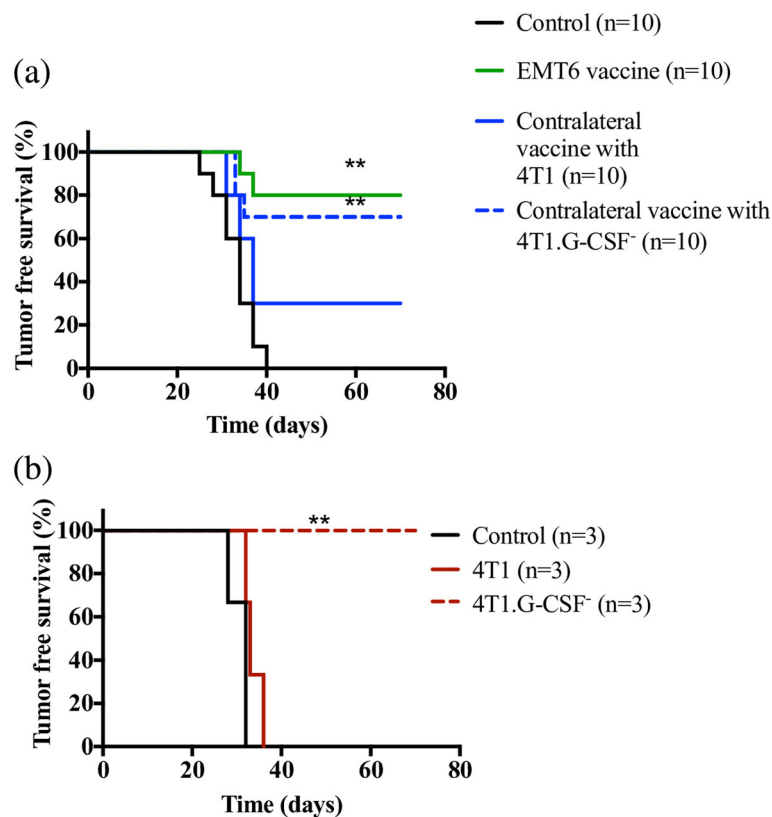 Control (n=10)
(a)
EMT6 vaccine (n=10)
Contralateral
vaccine with
4T1 (n=10)
Contralateral vaccine with
4T1.G-CSF⁻ (n=10)
Tumor free survival (%)
100
80
60
40
20
0
**
**
0 20 40 60 80
Time (days)
(b)
Tumor free survival (%)
100
80
60
40
20
0
**
Control (n=3)
4T1 (n=3)
4T1.G-CSF⁻ (n=3)
0 20 40 60 80
Time (days)